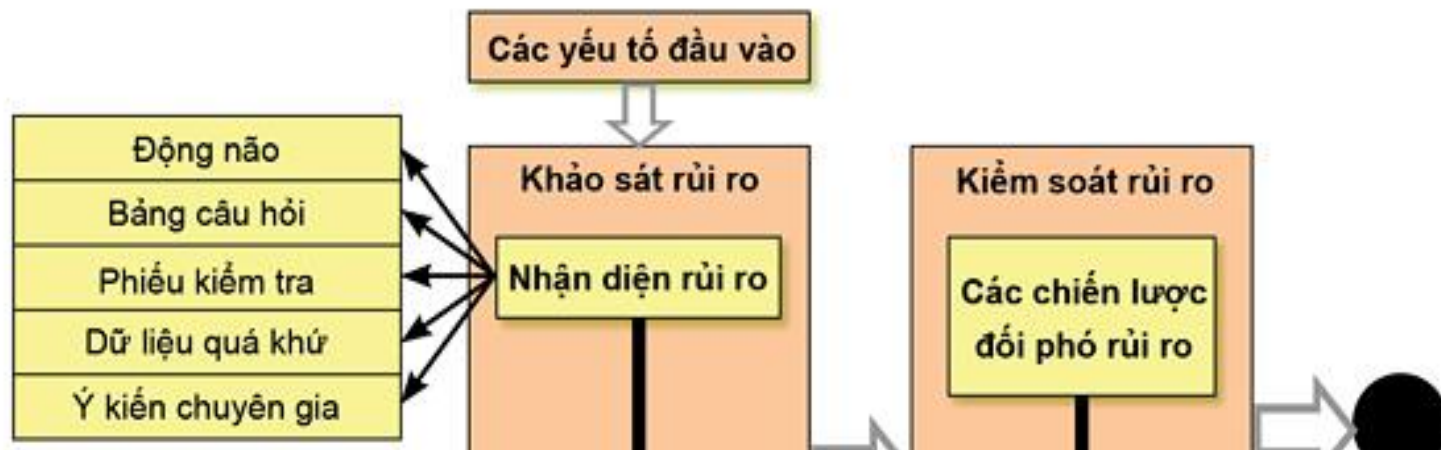 Các yếu tố đầu vào
Động não
Bảng câu hỏi
Phiếu kiểm tra
Dữ liệu quá khứ
Ý kiến chuyên gia
Khảo sát rủi ro
Nhận diện rủi ro
Kiểm soát rủi ro
Các chiến lược
đối phó rủi ro